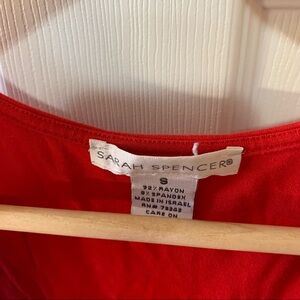 SARAH SPENCER®
S
92% RAYON
8% SPANDEX
MADE IN ISRAEL
CARE ON